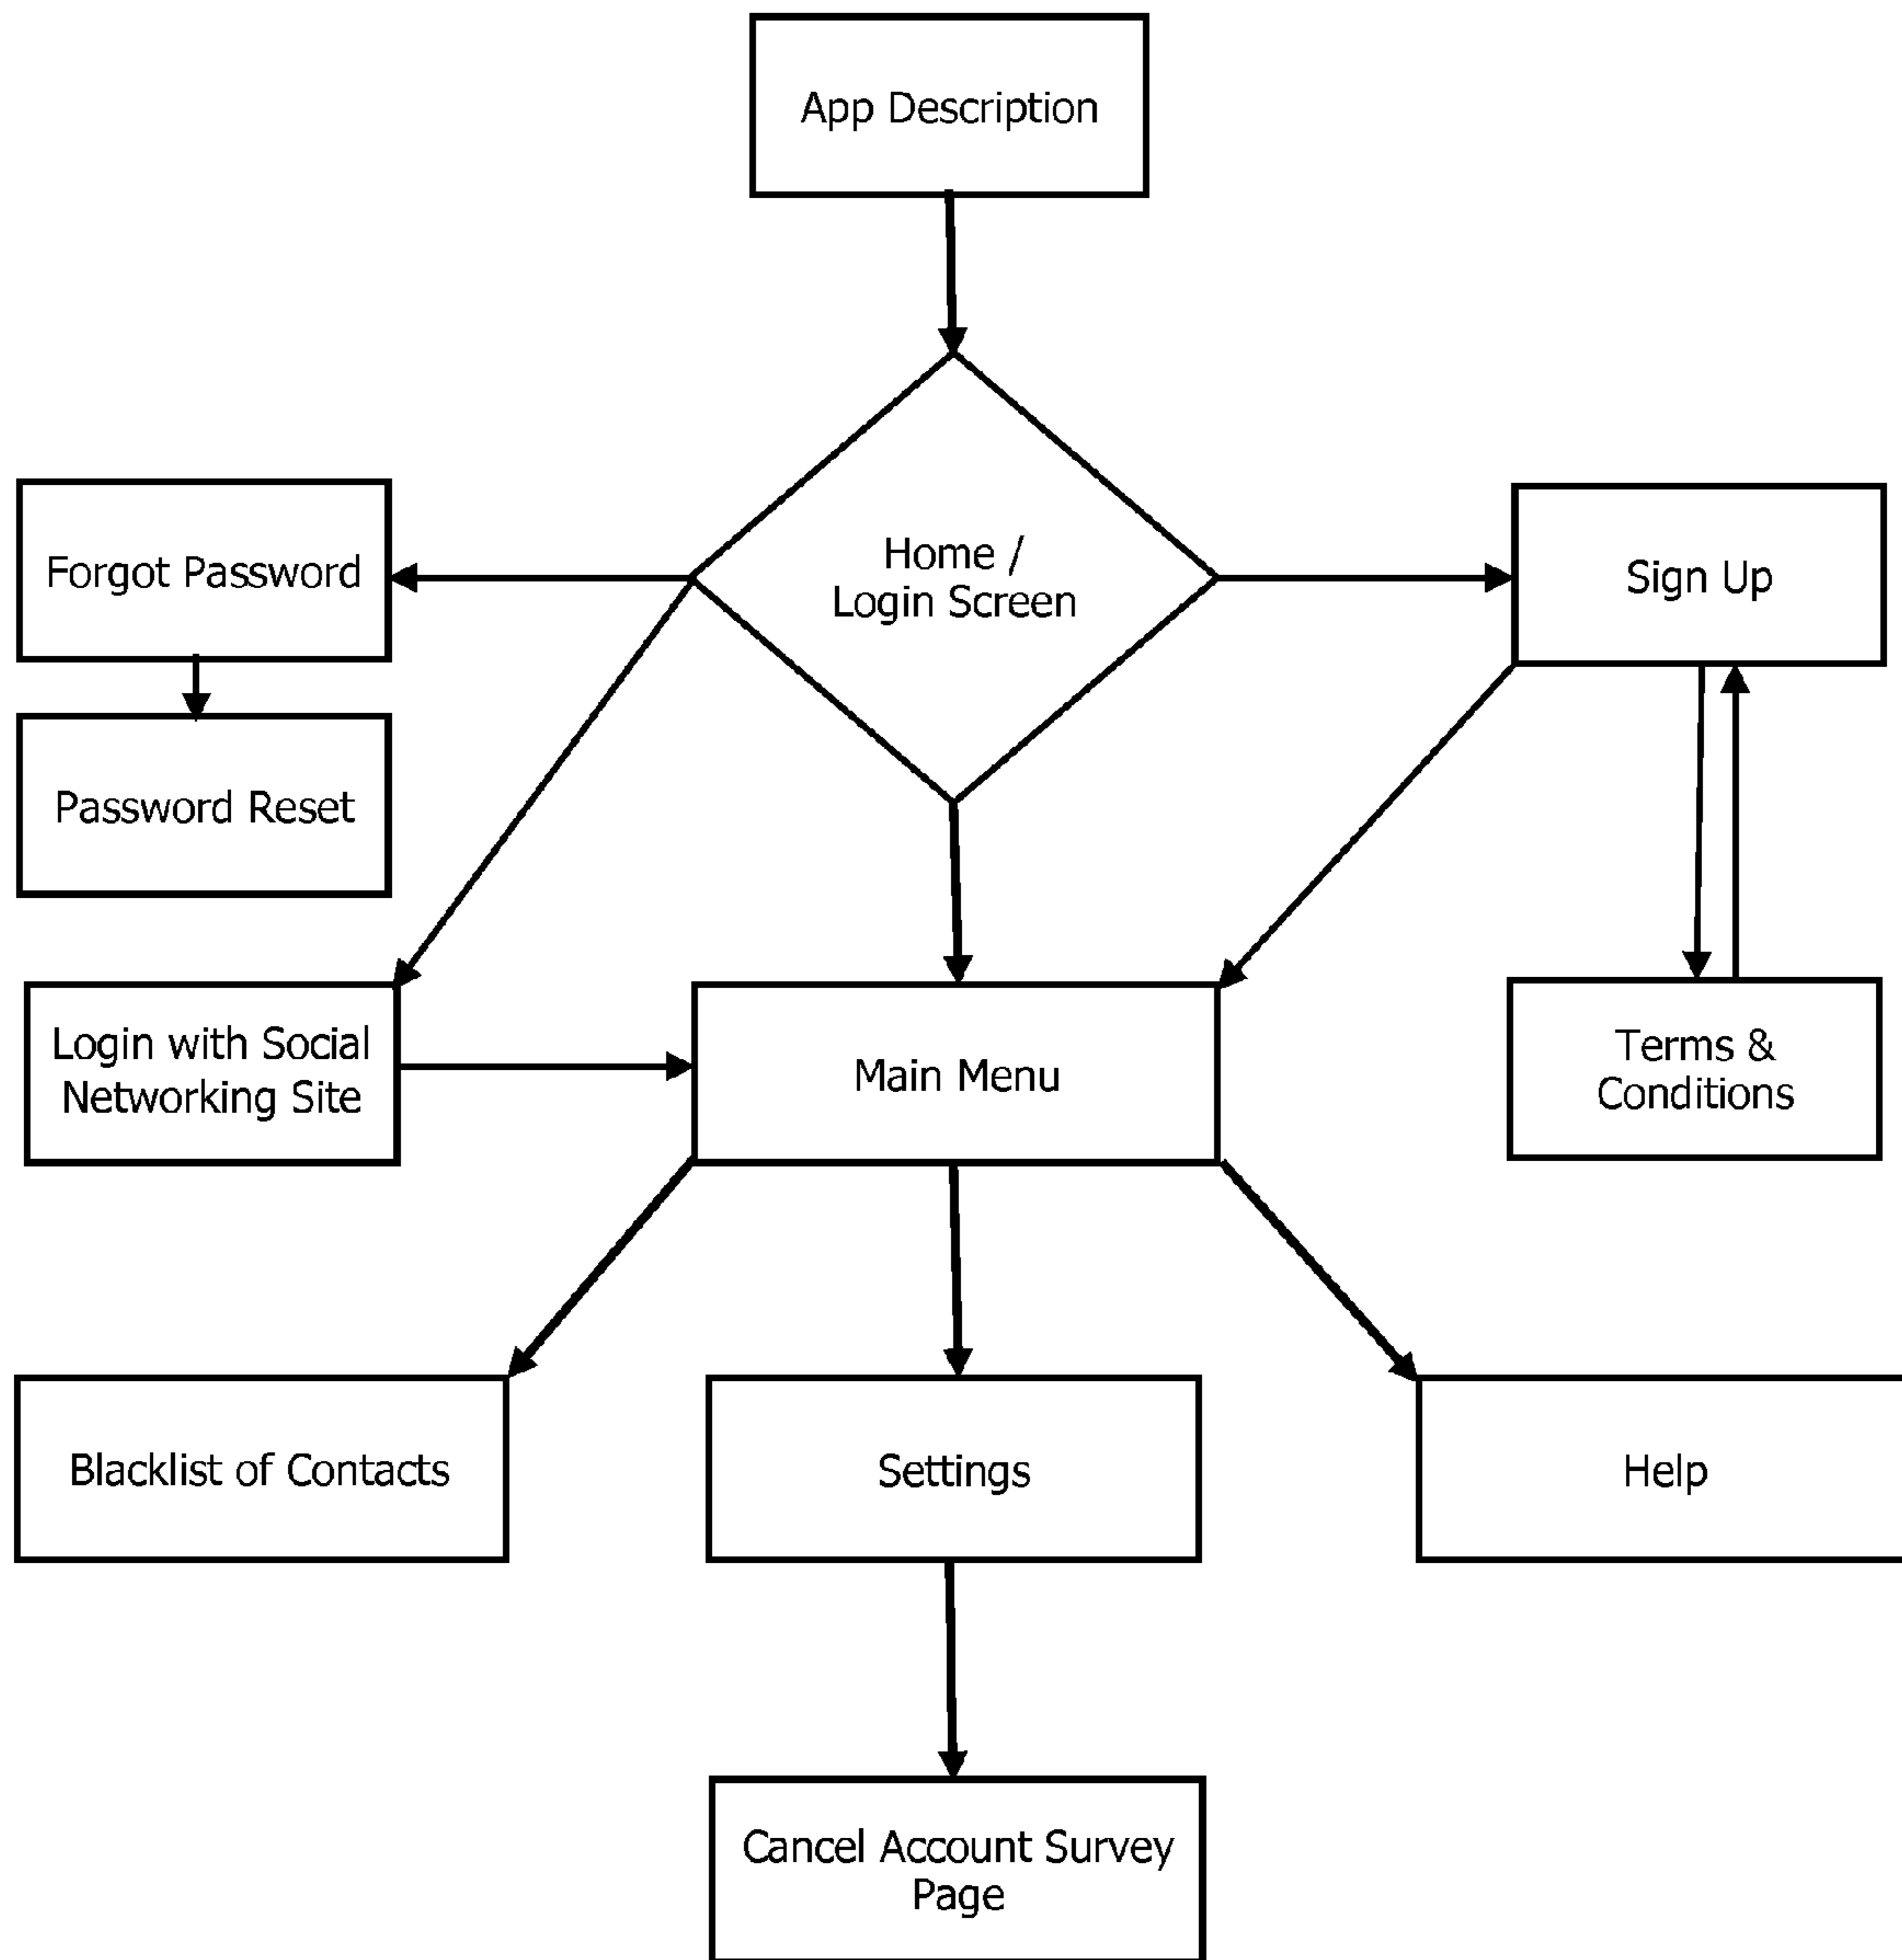 App Description
Home /
Login Screen
Forgot Password
Sign Up
Password Reset
Login with Social
Networking Site
Main Menu
Terms &
Conditions
Blacklist of Contacts
Settings
Help
Cancel Account Survey
Page